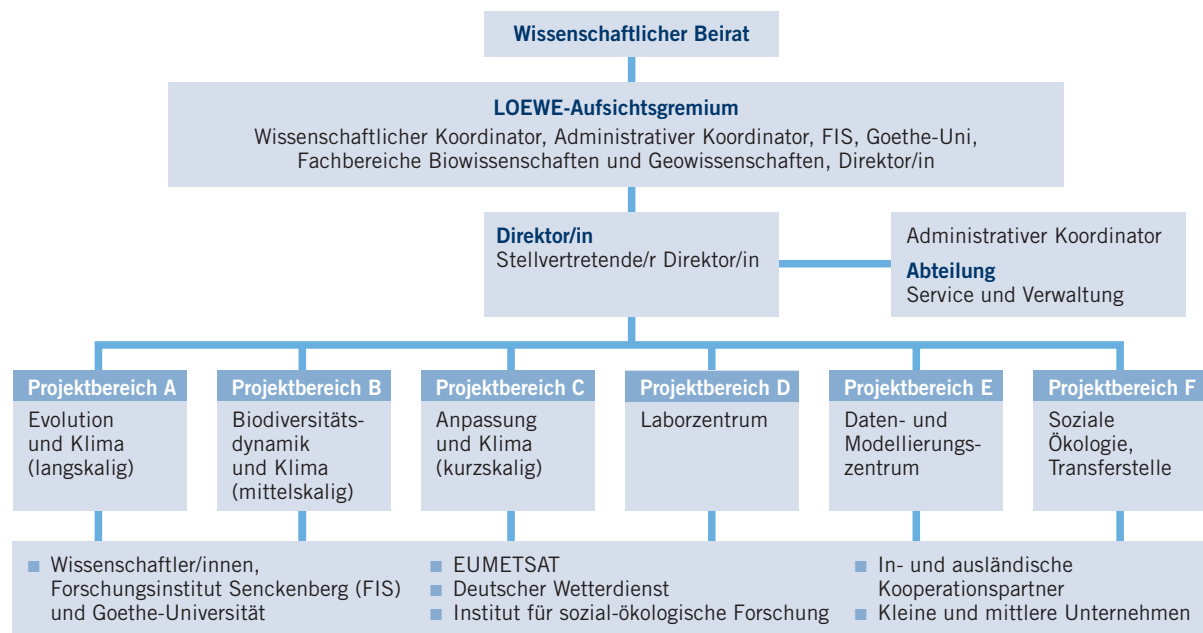 Wissenschaftlicher Beirat
LOEWE-Aufsichtsgremium
Wissenschaftlicher Koordinator, Administrativer Koordinator, FIS, Goethe-Uni,
Fachbereiche Biowissenschaften und Geowissenschaften, Direktor/in
Direktor/in
Stellvertretende/r Direktor/in
Administrativer Koordinator
Abteilung
Service und Verwaltung
Projektbereich A
Evolution
und Klima
(langskalig)
Projektbereich B
Biodiversitäts-
dynamik
und Klima
(mittelskalig)
Projektbereich C
Anpassung
und Klima
(kurzskalig)
Projektbereich D
Laborzentrum
Projektbereich E
Daten- und
Modellierungs-
zentrum
Projektbereich F
Soziale
Ökologie,
Transferstelle
■ Wissenschaftler/innen,
Forschungsinstitut Senckenberg (FIS)
und Goethe-Universität
■ EUMETSAT
■ Deutscher Wetterdienst
■ Institut für sozial-ökologische Forschung
■ In- und ausländische
Kooperationspartner
■ Kleine und mittlere Unternehmen